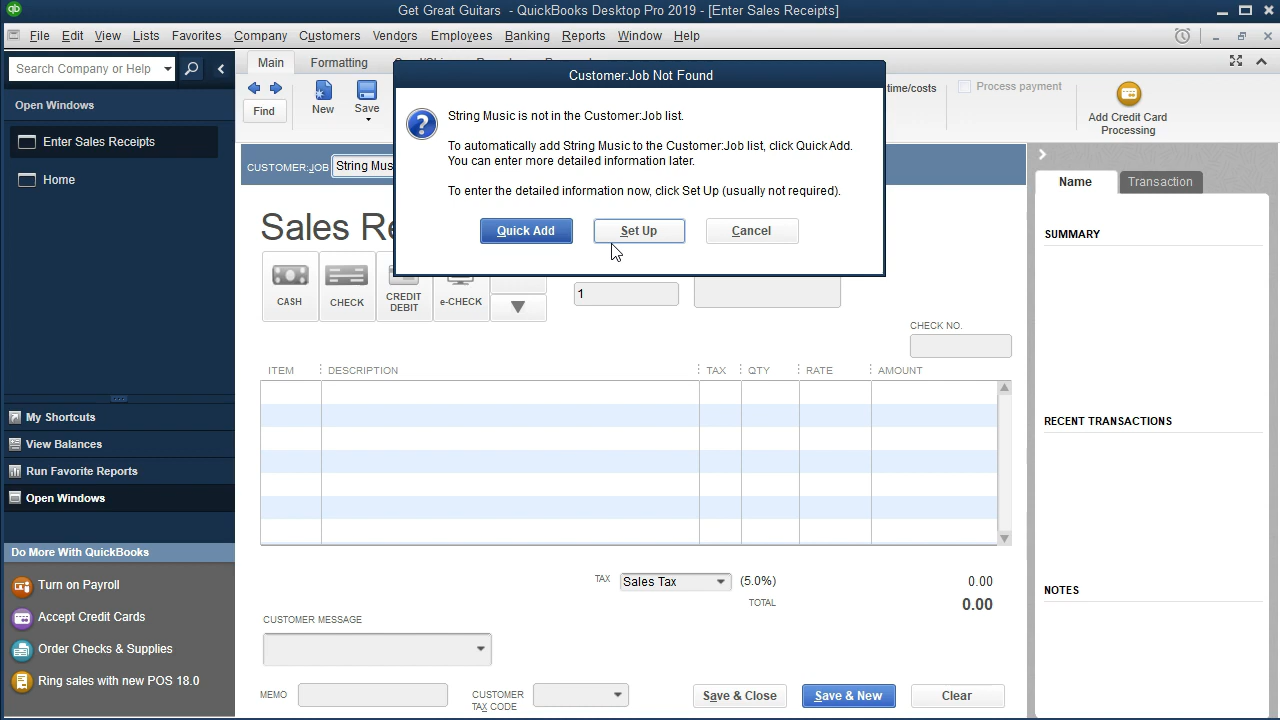 Get Great Guitars - QuickBooks Desktop Pro 2019 - [Enter Sales Receipts]
File Edit View Lists Favorites Company Customers Vendors Employees Banking Reports Window Help
Search Company or Help
Main Formatting
Find
New
Save
time/costs
Process payment
Add Credit Card
Processing
Open Windows
Enter Sales Receipts
Home
My Shortcuts
View Balances
Run Favorite Reports
Open Windows
Do More With QuickBooks
Turn on Payroll
Accept Credit Cards
Order Checks & Supplies
Ring sales with new POS 18.0
CUSTOMER:JOB String Mus
Customer:Job Not Found
String Music is not in the Customer:Job list.
To automatically add String Music to the Customer:Job list, click Quick Add.
You can enter more detailed information later.
To enter the detailed information now, click Set Up (usually not required).
Quick Add Set Up Cancel
Sales Re
CASH
CHECK
CREDIT
DEBIT
e-CHECK
1
CHECK NO.
ITEM DESCRIPTION TAX QTY RATE AMOUNT
TAX Sales Tax (5.0%) 0.00
TOTAL 0.00
CUSTOMER MESSAGE
MEMO
CUSTOMER
TAX CODE
Save & Close Save & New Clear
Name Transaction
SUMMARY
RECENT TRANSACTIONS
NOTES